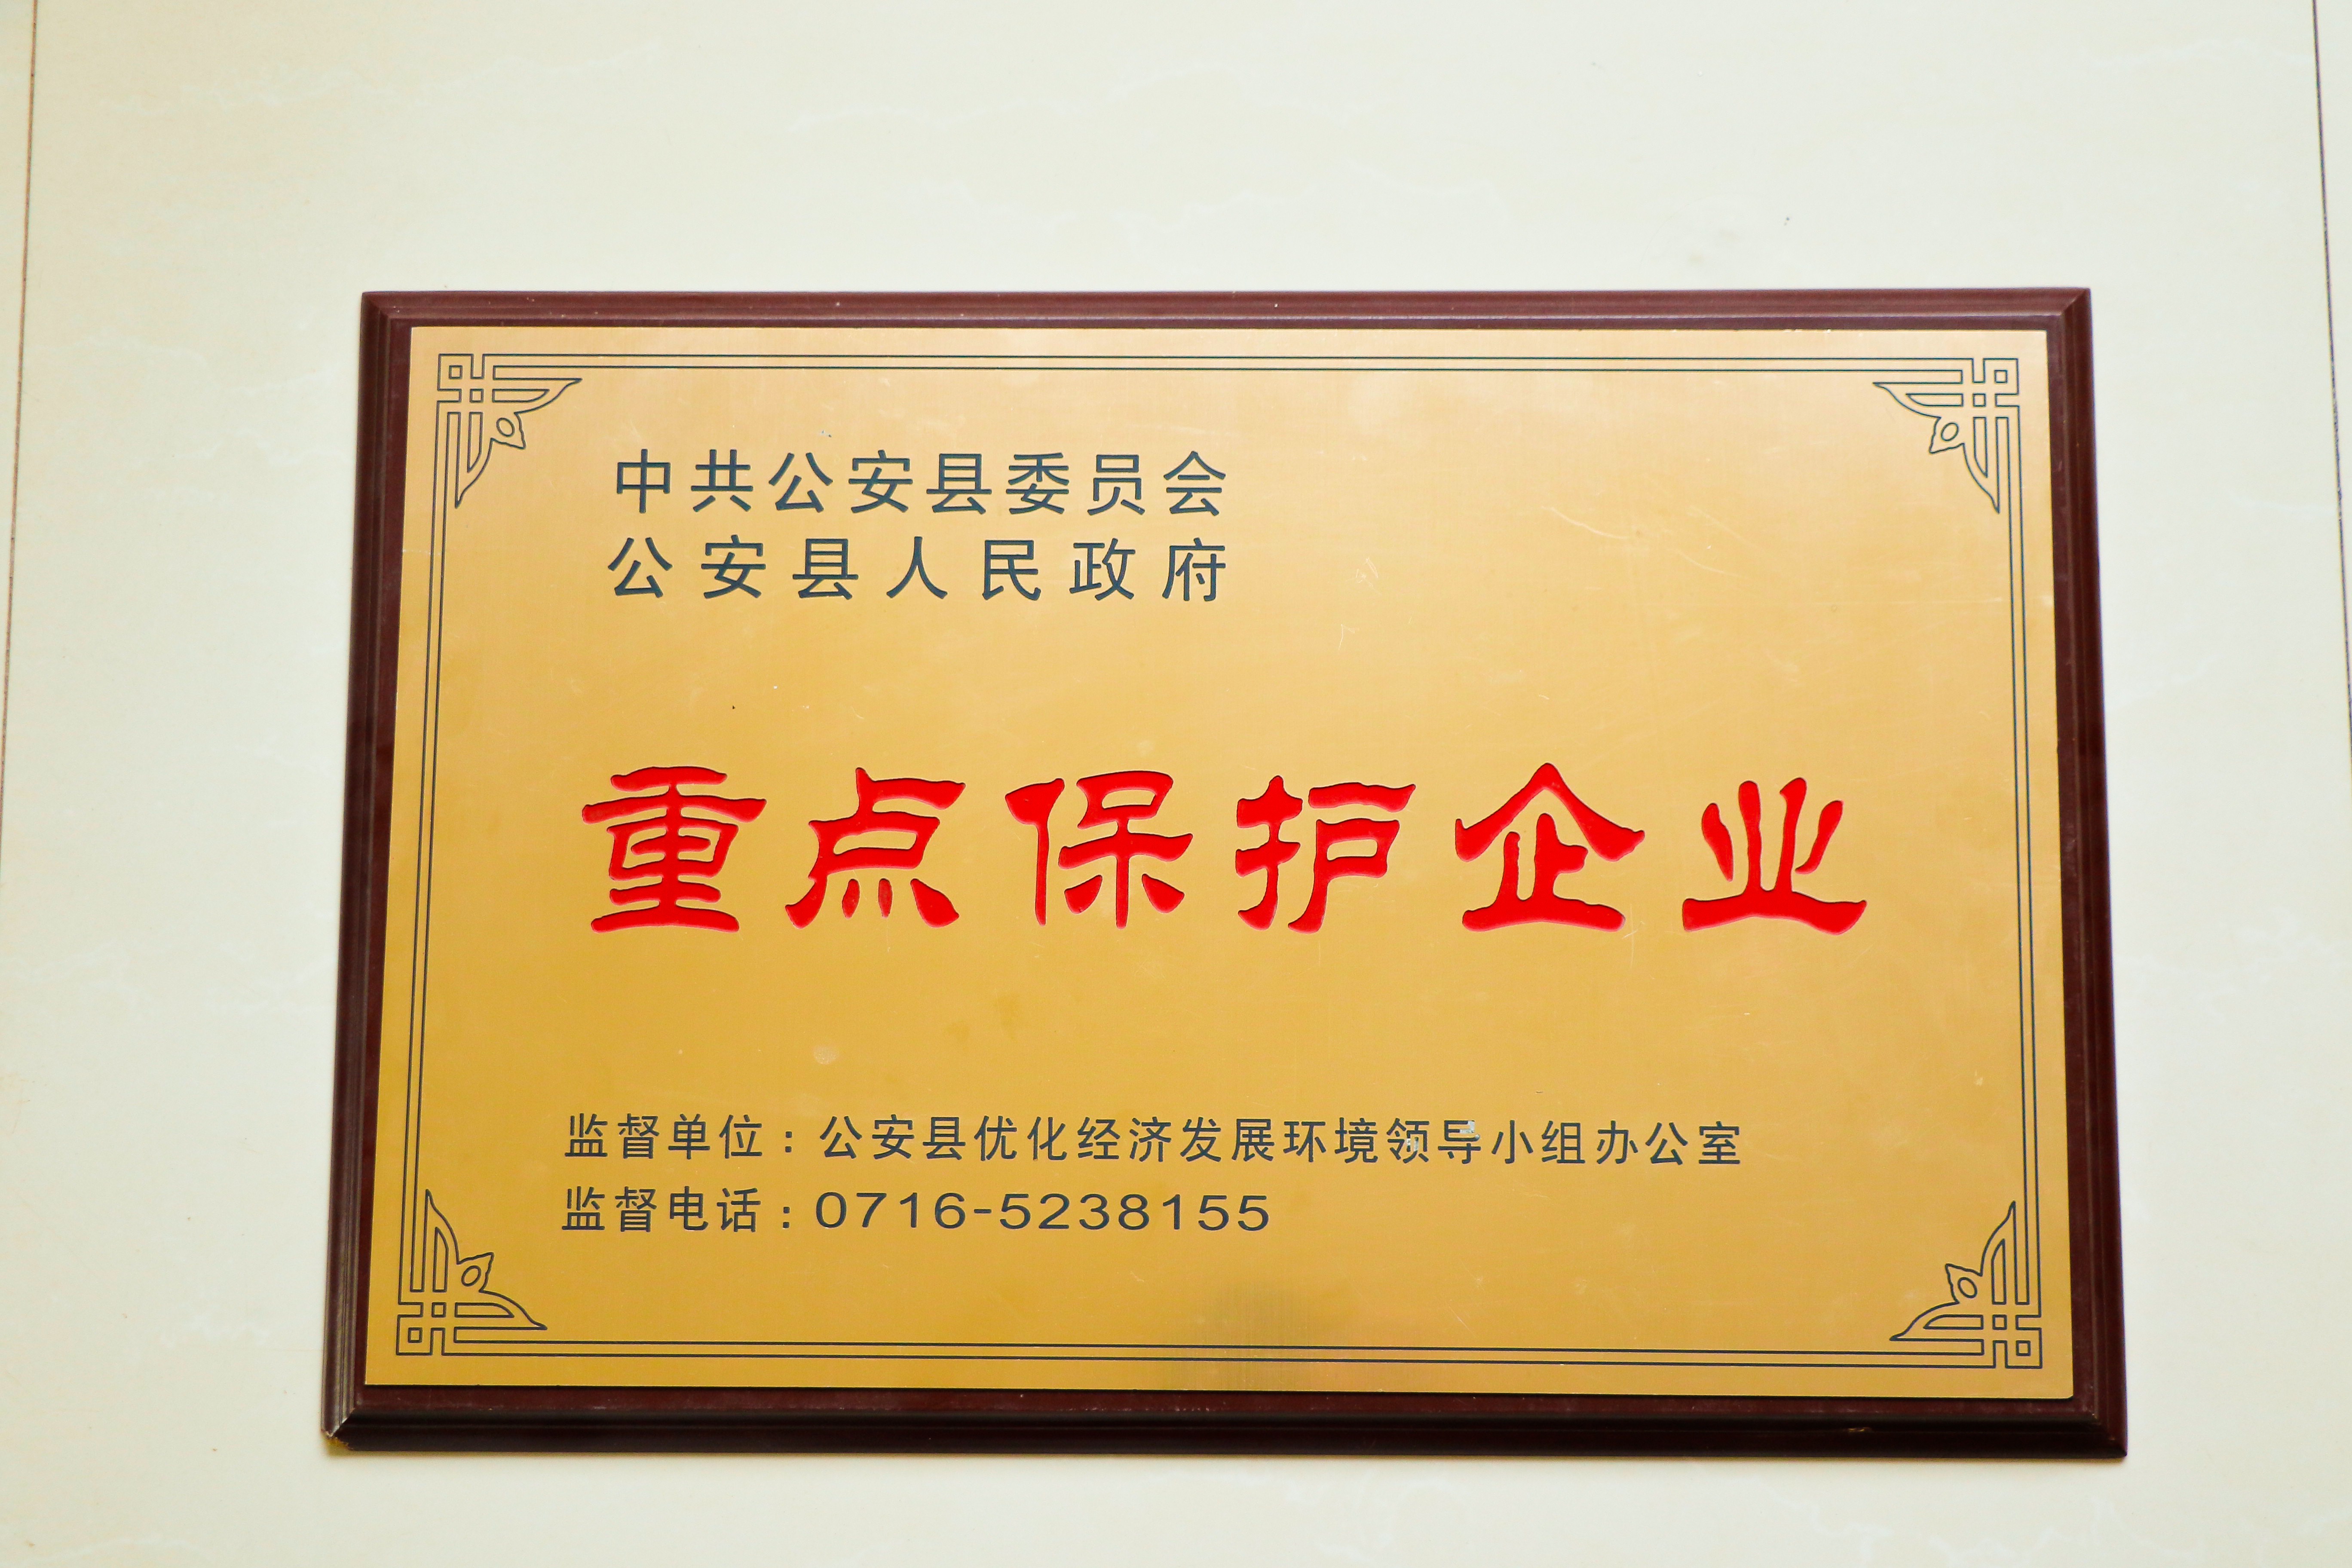 中共公安县委员会
公安县人民政府
重点保护企业
监督单位：公安县优化经济发展环境领导小组办公室
监督电话：0716-5238155